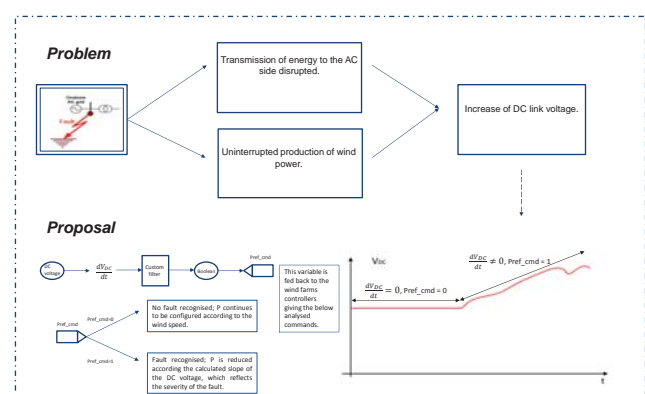 Problem
Transmission of energy to the AC
side disrupted.
Fault
Increase of DC link voltage.
Uninterrupted production of wind
power.
Proposal
DC
voltage
dV_DC/dt
Custom
filter
Boolean
Pref_cmd
This variable is
fed back to the
wind farms
controllers
giving the below
analysed
commands.
Pref_cmd
Pref_cmd=0
No fault recognised; P continues
to be configured according to the
wind speed.
Pref_cmd=1
Fault recognised; P is reduced
according the calculated slope of
the DC voltage, which reflects
the severity of the fault.
V_DC
dV_DC/dt = 0, Pref_cmd = 0
dV_DC/dt ≠ 0, Pref_cmd = 1
t